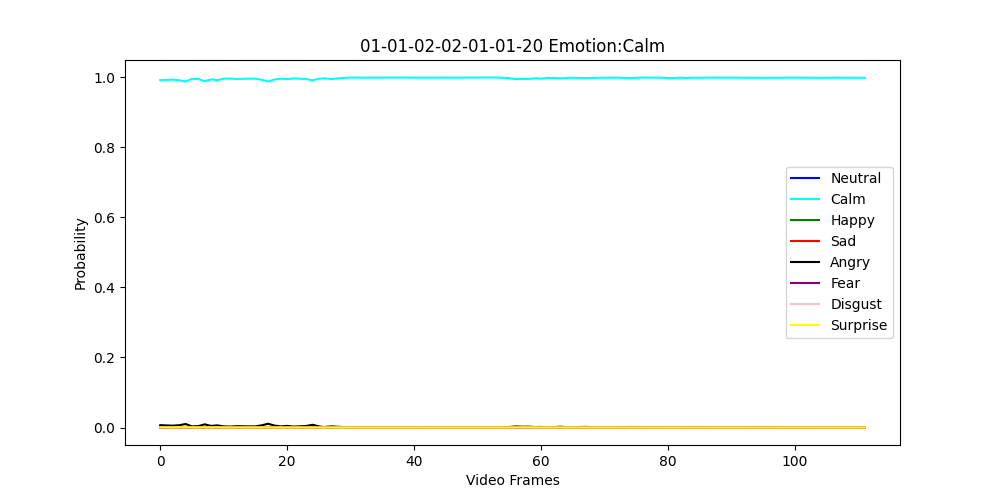 01-01-02-02-01-01-20 Emotion:Calm
1.0
0.8
0.6
0.4
0.2
0.0
Probability
0
20
40
60
80
100
Video Frames
Neutral
Calm
Happy
Sad
Angry
Fear
Disgust
Surprise